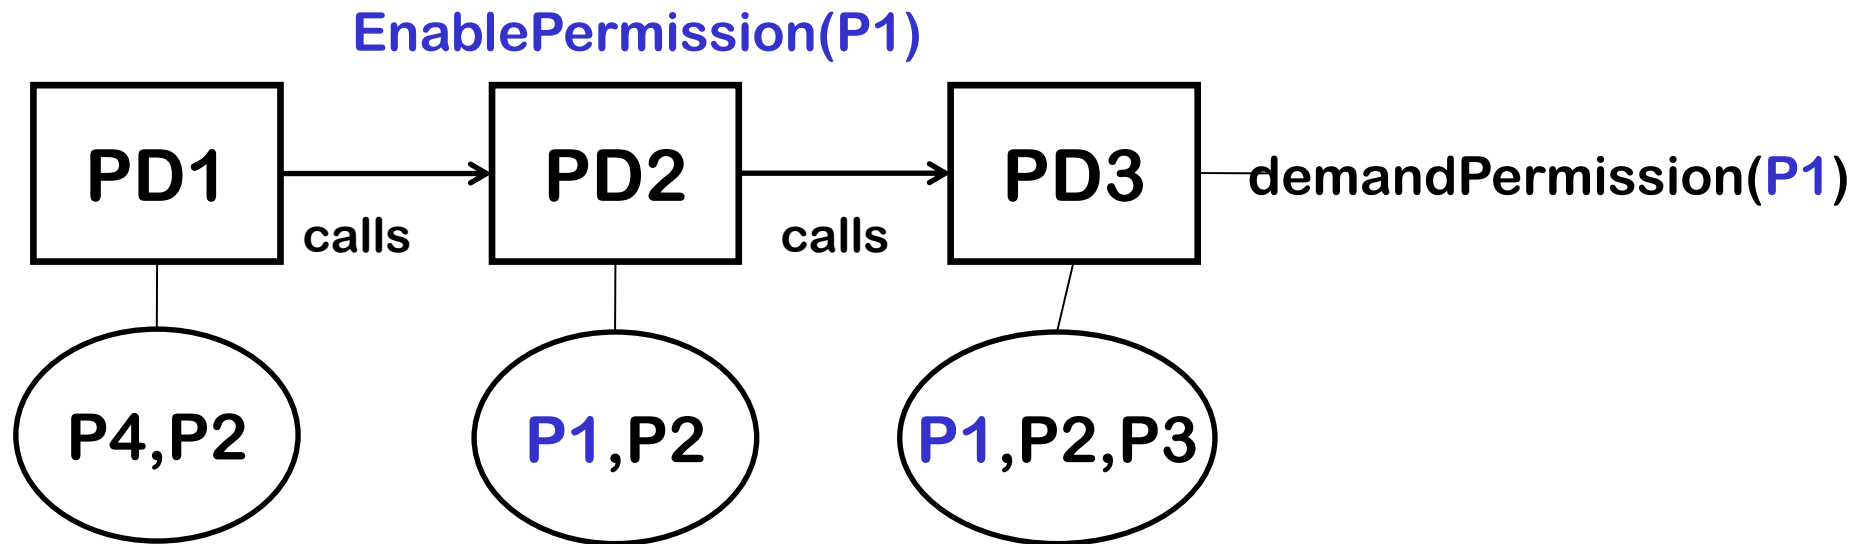 EnablePermission(P1)
PD1
PD2
PD3
demandPermission(P1)
calls
calls
P4,P2
P1,P2
P1,P2,P3